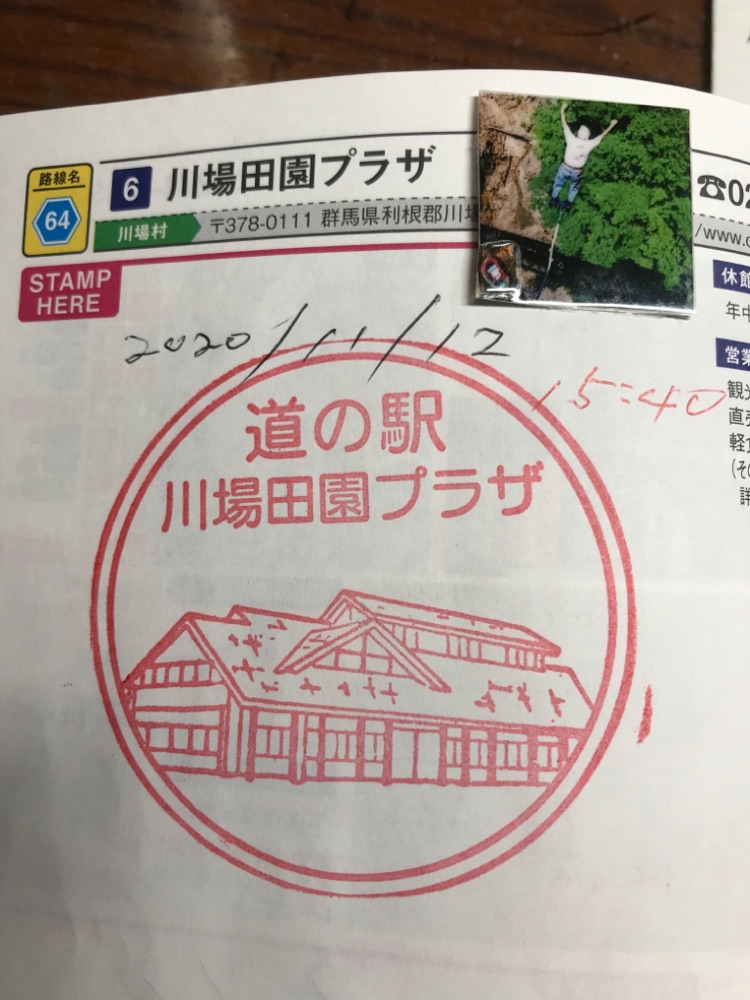 路線名
64
6 川場田園プラザ
☎02
川場村 〒378-0111 群馬県利根郡川場
/www.
STAMP
HERE
休館
年中
営業
観光
直売
軽食
(その
詳
2020/11/12
15:40
道の駅
川場田園プラザ